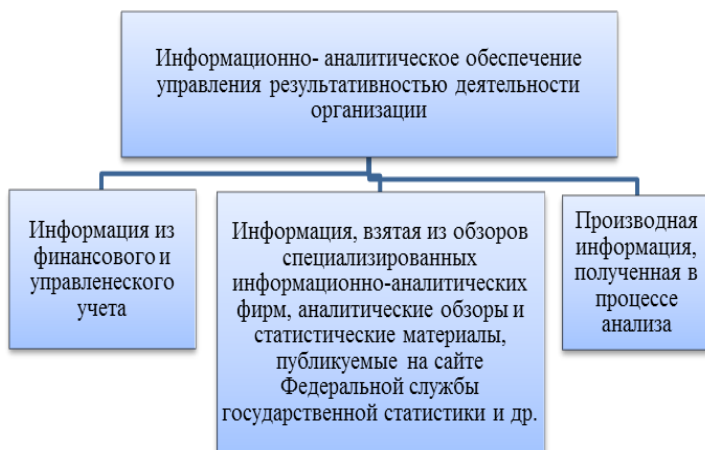 Информационно- аналитическое обеспечение
управления результативностью деятельности
организации
Информация из
финансового и
управленеского
учета
Информация, взятая из обзоров
специализированных
информационно-аналитических
фирм, аналитические обзоры и
статистические материалы,
публикуемые на сайте
Федеральной службы
государственной статистики и др.
Производная
информация,
полученная в
процессе
анализа